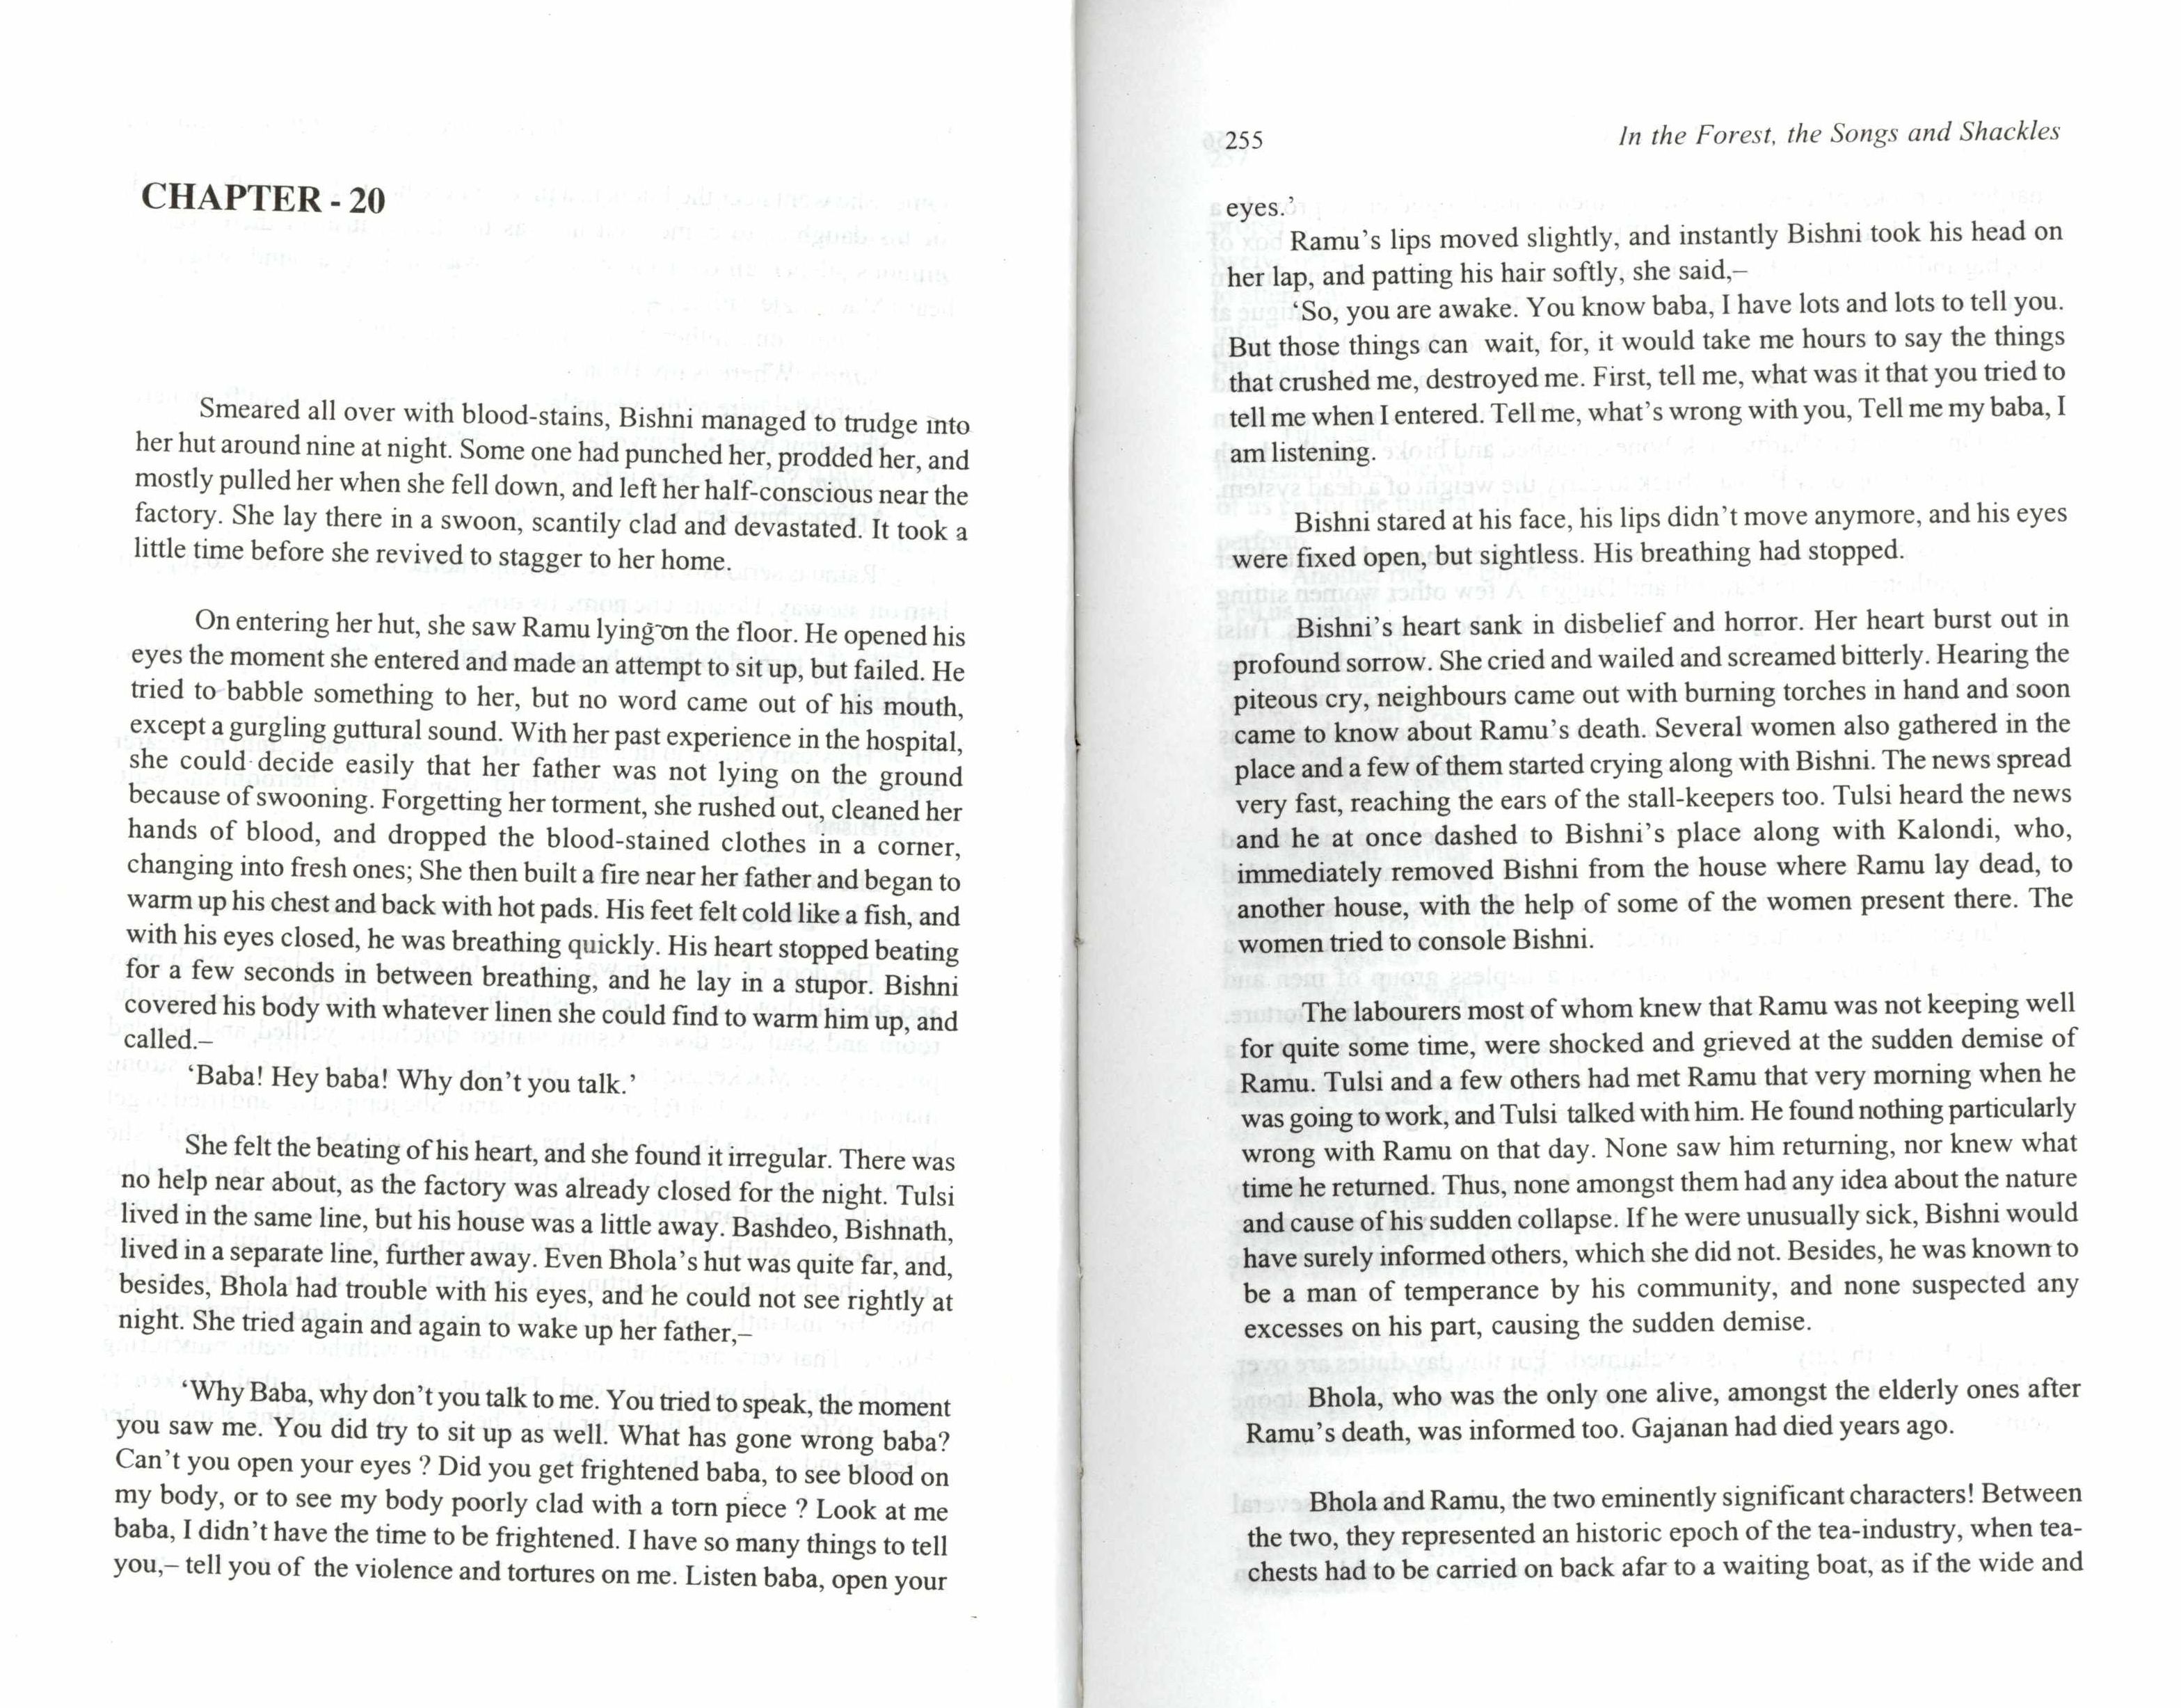 CHAPTER - 20
Smeared all over with blood-stains, Bishni managed to trudge into
her hut around nine at night. Some one had punched her, prodded her, and
mostly pulled her when she fell down, and left her half-conscious near the
factory. She lay there in a swoon, scantily clad and devastated. It took a
little time before she revived to stagger to her home.
On entering her hut, she saw Ramu lying on the floor. He opened his
eyes the moment she entered and made an attempt to sit up, but failed. He
tried to babble something to her, but no word came out of his mouth,
except a gurgling guttural sound. With her past experience in the hospital,
she could decide easily that her father was not lying on the ground
because of swooning. Forgetting her torment, she rushed out, cleaned her
hands of blood, and dropped the blood-stained clothes in a corner,
changing into fresh ones; She then built a fire near her father and began to
warm up his chest and back with hot pads. His feet felt cold like a fish, and
with his eyes closed, he was breathing quickly. His heart stopped beating
for a few seconds in between breathing, and he lay in a stupor. Bishni
covered his body with whatever linen she could find to warm him up, and
called.–
‘Baba! Hey baba! Why don’t you talk.’
She felt the beating of his heart, and she found it irregular. There was
no help near about, as the factory was already closed for the night. Tulsi
lived in the same line, but his house was a little away. Bashdeo, Bishnath,
lived in a separate line, further away. Even Bhola’s hut was quite far, and,
besides, Bhola had trouble with his eyes, and he could not see rightly at
night. She tried again and again to wake up her father,–
‘Why Baba, why don’t you talk to me. You tried to speak, the moment
you saw me. You did try to sit up as well. What has gone wrong baba?
Can’t you open your eyes ? Did you get frightened baba, to see blood on
my body, or to see my body poorly clad with a torn piece ? Look at me
baba, I didn’t have the time to be frightened. I have so many things to tell
you,– tell you of the violence and tortures on me. Listen baba, open your
255
In the Forest, the Songs and Shackles
eyes.’
Ramu’s lips moved slightly, and instantly Bishni took his head on
her lap, and patting his hair softly, she said,–
‘So, you are awake. You know baba, I have lots and lots to tell you.
But those things can wait, for, it would take me hours to say the things
that crushed me, destroyed me. First, tell me, what was it that you tried to
tell me when I entered. Tell me, what’s wrong with you, Tell me my baba, I
am listening.
Bishni stared at his face, his lips didn’t move anymore, and his eyes
were fixed open, but sightless. His breathing had stopped.
Bishni’s heart sank in disbelief and horror. Her heart burst out in
profound sorrow. She cried and wailed and screamed bitterly. Hearing the
piteous cry, neighbours came out with burning torches in hand and soon
came to know about Ramu’s death. Several women also gathered in the
place and a few of them started crying along with Bishni. The news spread
very fast, reaching the ears of the stall-keepers too. Tulsi heard the news
and he at once dashed to Bishni’s place along with Kalondi, who,
immediately removed Bishni from the house where Ramu lay dead, to
another house, with the help of some of the women present there. The
women tried to console Bishni.
The labourers most of whom knew that Ramu was not keeping well
for quite some time, were shocked and grieved at the sudden demise of
Ramu. Tulsi and a few others had met Ramu that very morning when he
was going to work, and Tulsi talked with him. He found nothing particularly
wrong with Ramu on that day. None saw him returning, nor knew what
time he returned. Thus, none amongst them had any idea about the nature
and cause of his sudden collapse. If he were unusually sick, Bishni would
have surely informed others, which she did not. Besides, he was known to
be a man of temperance by his community, and none suspected any
excesses on his part, causing the sudden demise.
Bhola, who was the only one alive, amongst the elderly ones after
Ramu’s death, was informed too. Gajanan had died years ago.
Bhola and Ramu, the two eminently significant characters! Between
the two, they represented an historic epoch of the tea-industry, when tea-
chests had to be carried on back afar to a waiting boat, as if the wide and